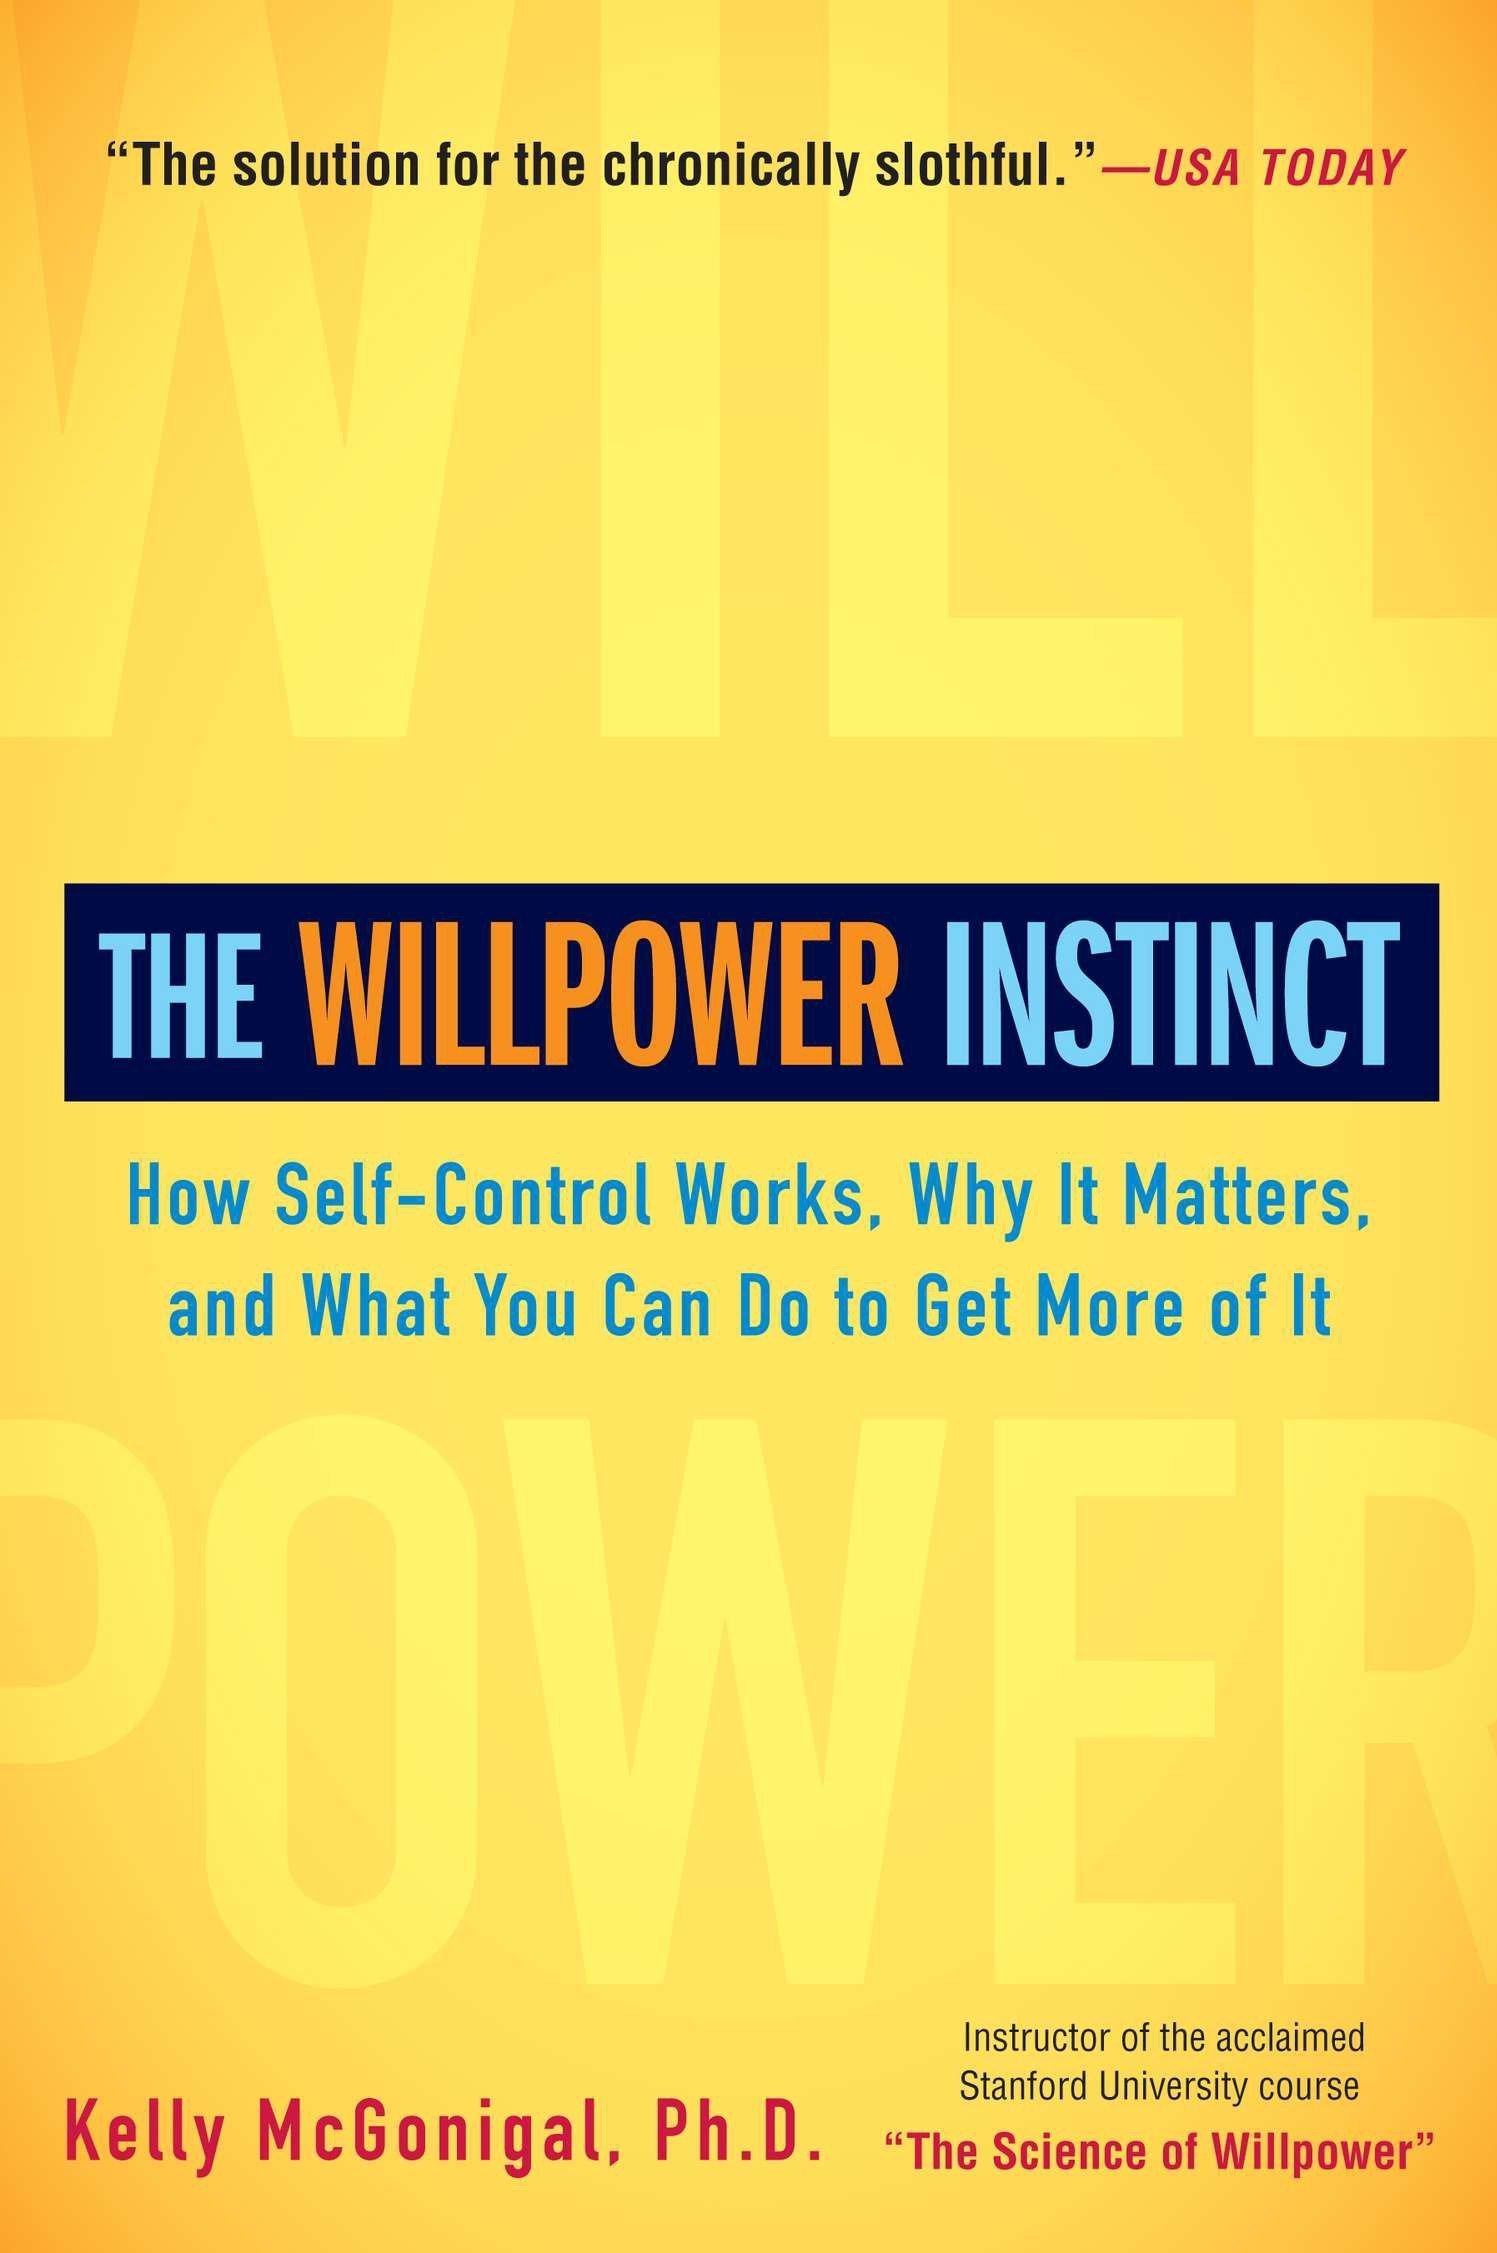 WILL
“The solution for the chronically slothful.”—USA TODAY
THE WILLPOWER INSTINCT
How Self-Control Works, Why It Matters,
and What You Can Do to Get More of It
POWER
Kelly McGonigal, Ph.D.
Instructor of the acclaimed
Stanford University course
“The Science of Willpower”